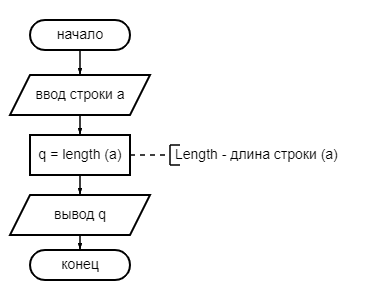 начало
ввод строки a
q = length (a)
Length - длина строки (a)
вывод q
конец